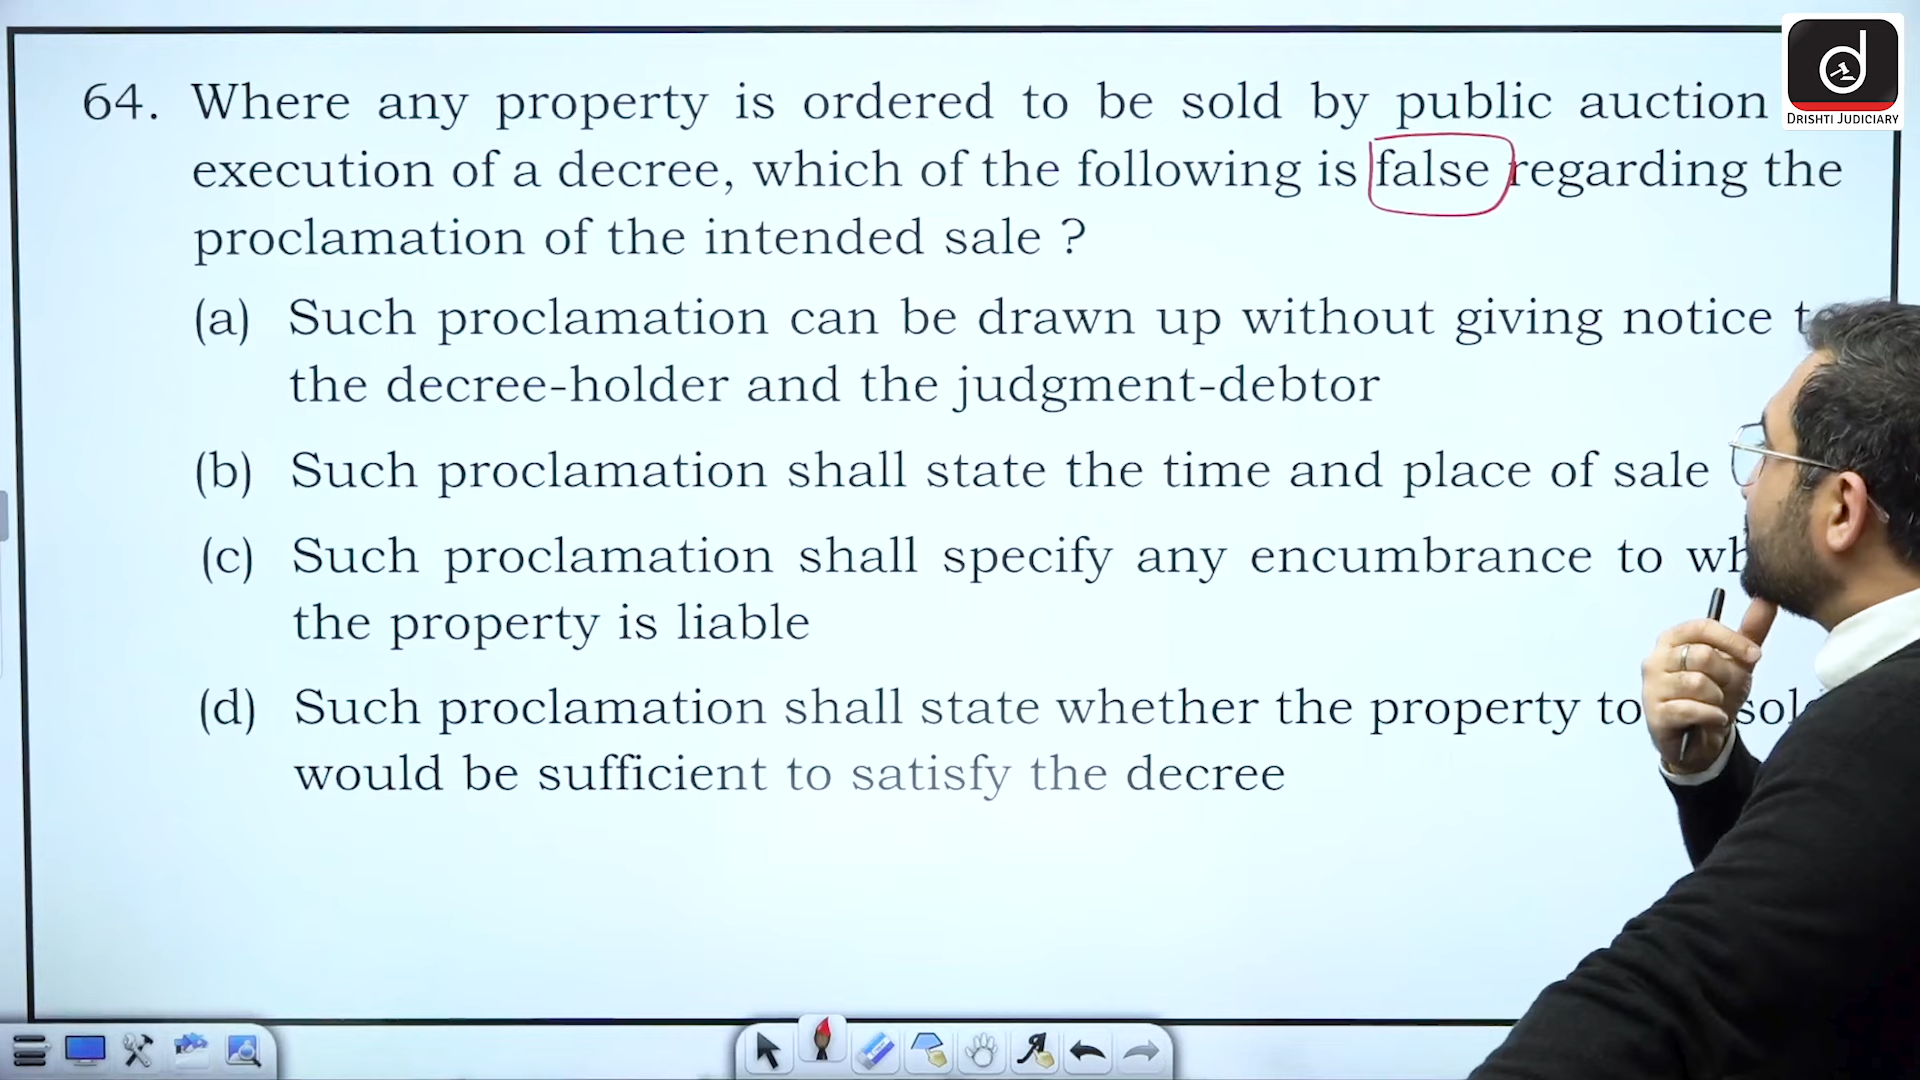 64. Where any property is ordered to be sold by public auction
execution of a decree, which of the following is false regarding the
proclamation of the intended sale ?
(a) Such proclamation can be drawn up without giving notice
the decree-holder and the judgment-debtor
(b) Such proclamation shall state the time and place of sale
(c) Such proclamation shall specify any encumbrance to
the property is liable
(d) Such proclamation shall state whether the property to
would be sufficient to satisfy the decree
d
DRISHTI JUDICIARY